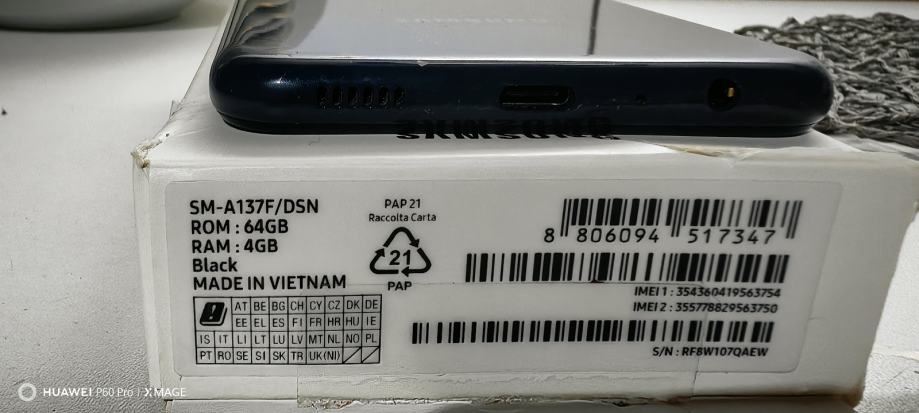 SAMSUNG
SM-A137F/DSN
ROM : 64GB
RAM : 4GB
Black
MADE IN VIETNAM
PAP 21
Raccolta Carta
21
PAP
8 806094 517347
IMEI 1 : 354360419563754
IMEI 2 : 355778829563750
S/N : RF8W107QAEW
AT BE BG CH CY CZ DK DE
EE EL ES FI FR HR HU IE
IS IT LI LT LU LV MT NL NO PL
PT RO SE SI SK TR UK(NI)
HUAWEI P60 Pro | XMAGE